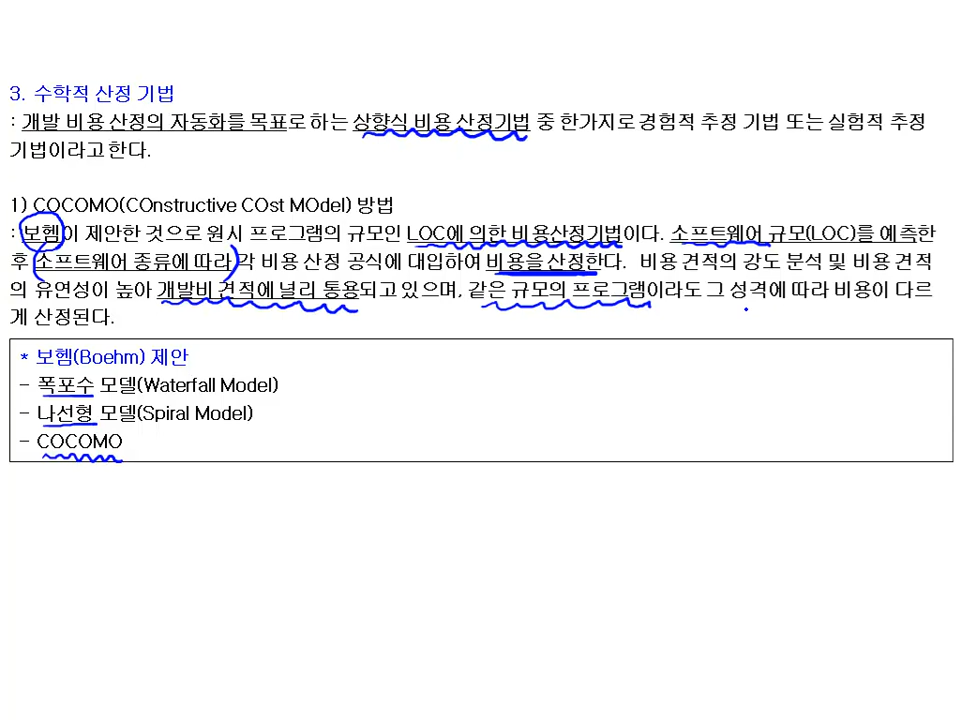 3. 수학적 산정 기법
: 개발 비용 산정의 자동화를 목표로 하는 상향식 비용 산정기법 중 한가지로 경험적 추정 기법 또는 실험적 추정
기법이라고 한다.
1) COCOMO(COnstructive COst MOdel) 방법
: 보헴이 제안한 것으로 원시 프로그램의 규모인 LOC에 의한 비용산정기법이다. 소프트웨어 규모(LOC)를 예측한
후 소프트웨어 종류에 따라 각 비용 산정 공식에 대입하여 비용을 산정한다. 비용 견적의 강도 분석 및 비용 견적
의 유연성이 높아 개발비 견적에 널리 통용되고 있으며, 같은 규모의 프로그램이라도 그 성격에 따라 비용이 다르
게 산정된다.
* 보헴(Boehm) 제안
- 폭포수 모델(Waterfall Model)
- 나선형 모델(Spiral Model)
- COCOMO